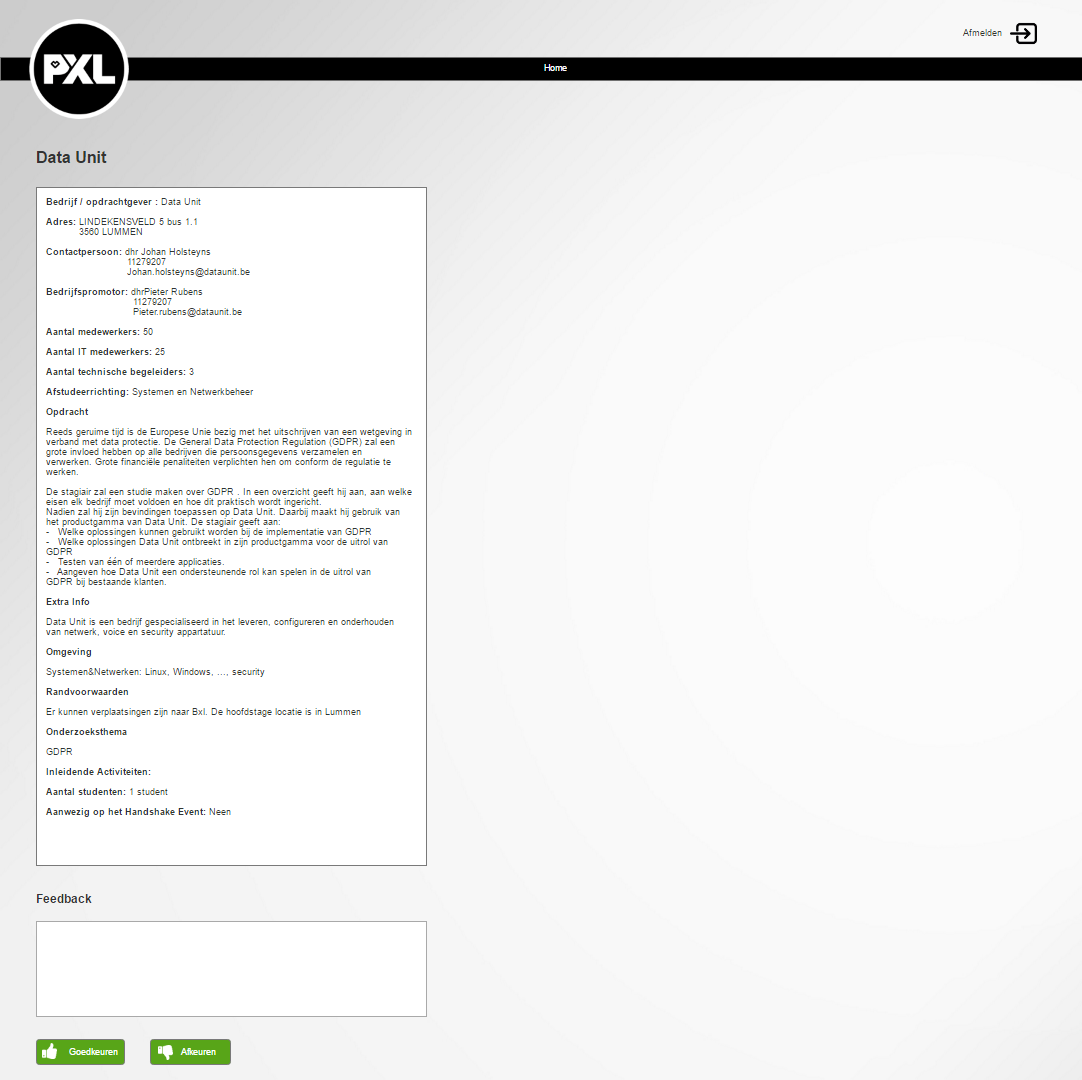 Afmelden
PXL
Home
Data Unit
Bedrijf / opdrachtgever : Data Unit
Adres: LINDEKENSVELD 5 bus 1.1
3560 LUMMEN
Contactpersoon: dhr Johan Holsteyns
11279207
Johan.holsteyns@dataunit.be
Bedrijfspromotor: dhrPieter Rubens
11279207
Pieter.rubens@dataunit.be
Aantal medewerkers: 50
Aantal IT medewerkers: 25
Aantal technische begeleiders: 3
Afstudeerrichting: Systemen en Netwerkbeheer
Opdracht
Reeds geruime tijd is de Europese Unie bezig met het uitschrijven van een wetgeving in
verband met data protectie. De General Data Protection Regulation (GDPR) zal een
grote invloed hebben op alle bedrijven die persoonsgegevens verzamelen en
verwerken. Grote financiële penaliteiten verplichten hen om conform de regulatie te
werken.
De stagiair zal een studie maken over GDPR . In een overzicht geeft hij aan, aan welke
eisen elk bedrijf moet voldoen en hoe dit praktisch wordt ingericht.
Nadien zal hij zijn bevindingen toepassen op Data Unit. Daarbij maakt hij gebruik van
het productgamma van Data Unit. De stagiair geeft aan:
- Welke oplossingen kunnen gebruikt worden bij de implementatie van GDPR
- Welke oplossingen Data Unit ontbreekt in zijn productgamma voor de uitrol van
GDPR
- Testen van één of meerdere applicaties.
- Aangeven hoe Data Unit een ondersteunende rol kan spelen in de uitrol van
GDPR bij bestaande klanten.
Extra Info
Data Unit is een bedrijf gespecialiseerd in het leveren, configureren en onderhouden
van netwerk, voice en security appartatuur.
Omgeving
Systemen&Netwerken: Linux, Windows, ..., security
Randvoorwaarden
Er kunnen verplaatsingen zijn naar Bxl. De hoofdstage locatie is in Lummen
Onderzoeksthema
GDPR
Inleidende Activiteiten:
Aantal studenten: 1 student
Aanwezig op het Handshake Event: Neen
Feedback
Goedkeuren
Afkeuren